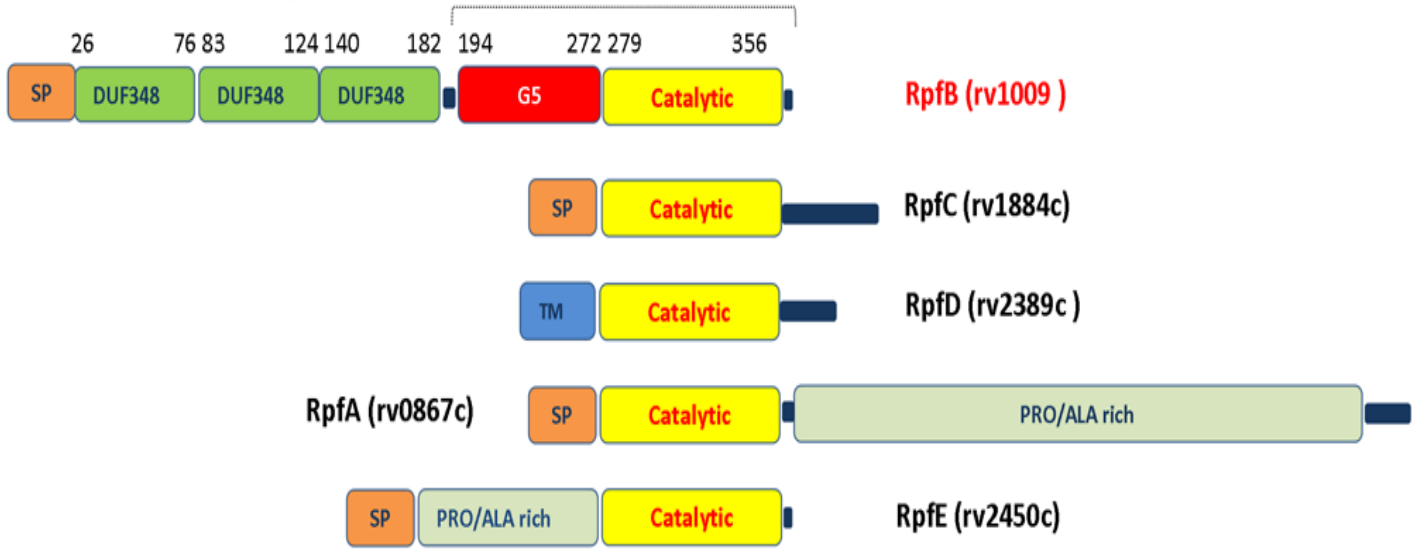 26 76 83 124 140 182 194 272 279 356
SP DUF348 DUF348 DUF348 G5 Catalytic RpfB (rv1009 )
SP Catalytic RpfC (rv1884c)
TM Catalytic RpfD (rv2389c )
RpfA (rv0867c) SP Catalytic PRO/ALA rich
SP PRO/ALA rich Catalytic RpfE (rv2450c)